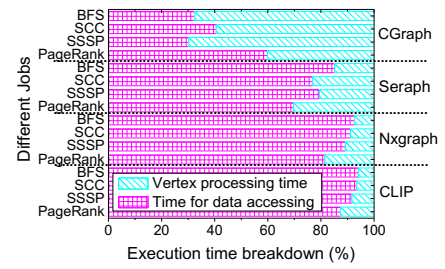 BFS
SCC
SSSP
PageRank
CGraph
BFS
SCC
SSSP
PageRank
Seraph
BFS
SCC
SSSP
PageRank
Nxgraph
BFS
SCC
SSSP
PageRank
CLIP
Different Jobs
Vertex processing time
Time for data accessing
0 20 40 60 80 100
Execution time breakdown (%)